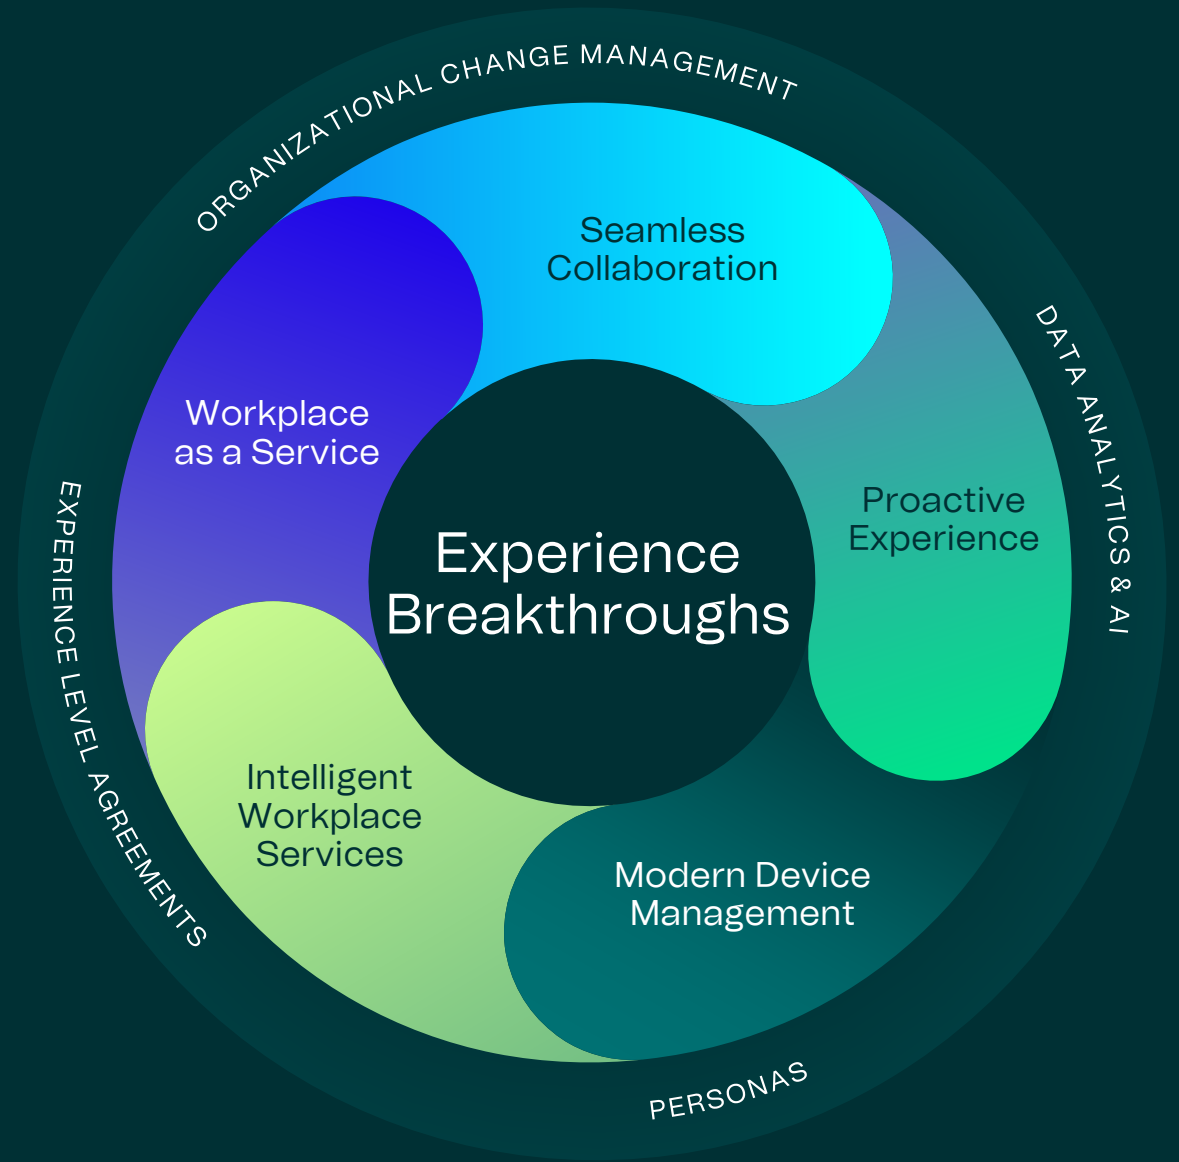 ORGANIZATIONAL CHANGE MANAGEMENT
Seamless
Collaboration
DATA ANALYTICS & AI
Workplace
as a Service
Proactive
Experience
Experience
Breakthroughs
EXPERIENCE LEVEL AGREEMENTS
Intelligent
Workplace
Services
Modern Device
Management
PERSONAS